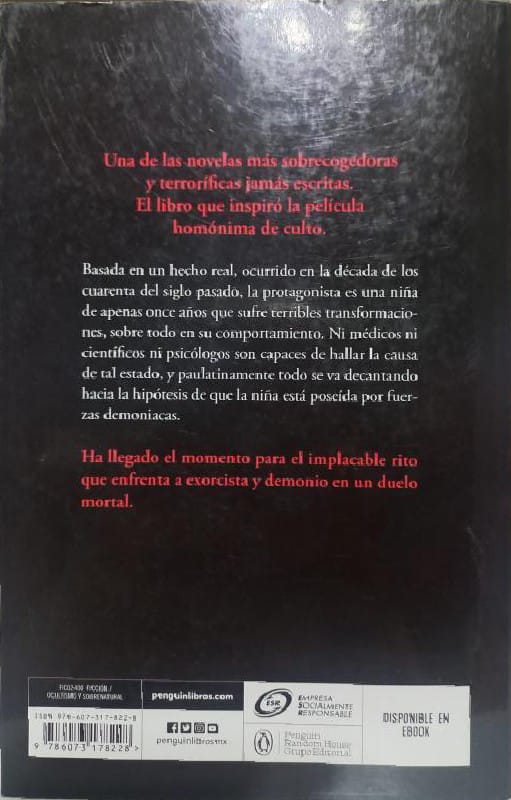 Una de las novelas más sobrecogedoras
y terroríficas jamás escritas.
El libro que inspiró la película
homónima de culto.
Basada en un hecho real, ocurrido en la década de los
cuarenta del siglo pasado, la protagonista es una niña
de apenas once años que sufre terribles transformacio-
nes, sobre todo en su comportamiento. Ni médicos ni
científicos ni psicólogos son capaces de hallar la causa
de tal estado, y paulatinamente todo se va decantando
hacia la hipótesis de que la niña está poseída por fuer-
zas demoniacas.
Ha llegado el momento para el implacable rito
que enfrenta a exorcista y demonio en un duelo
mortal.
FICCIÓN /
OCULTISMO Y SOBRENATURAL
ISBN 978-607-317-822-8
9 786073 178228 >
penguinlibros.com
penguinlibrosmx
ESR
EMPRESA
SOCIALMENTE
RESPONSABLE
Penguin
Random House
Grupo Editorial
DISPONIBLE EN
EBOOK